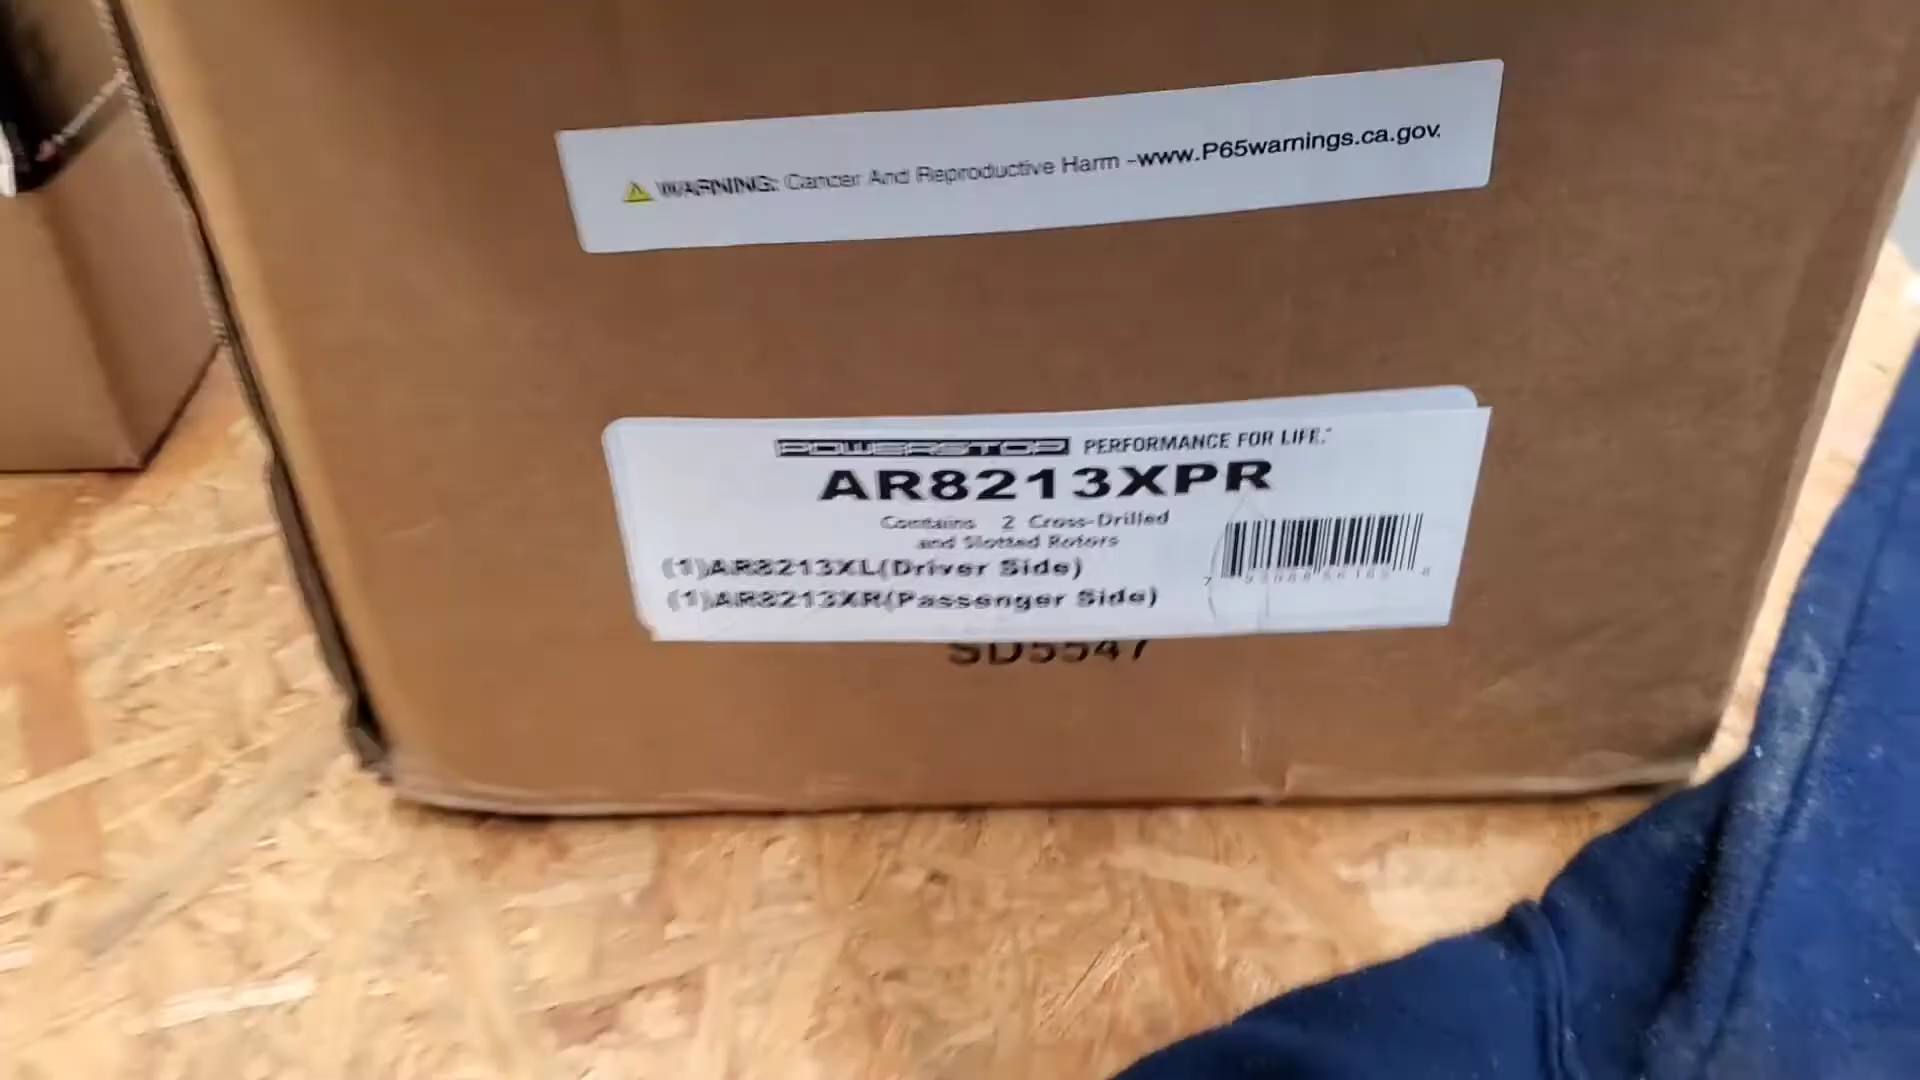 WARNING: Cancer And Reproductive Harm -www.P65warnings.ca.gov.
POWERSTOP PERFORMANCE FOR LIFE.™
AR8213XPR
Contains 2 Cross-Drilled
and Slotted Rotors
(1)AR8213XL(Driver Side)
(1)AR8213XR(Passenger Side)
SD5547